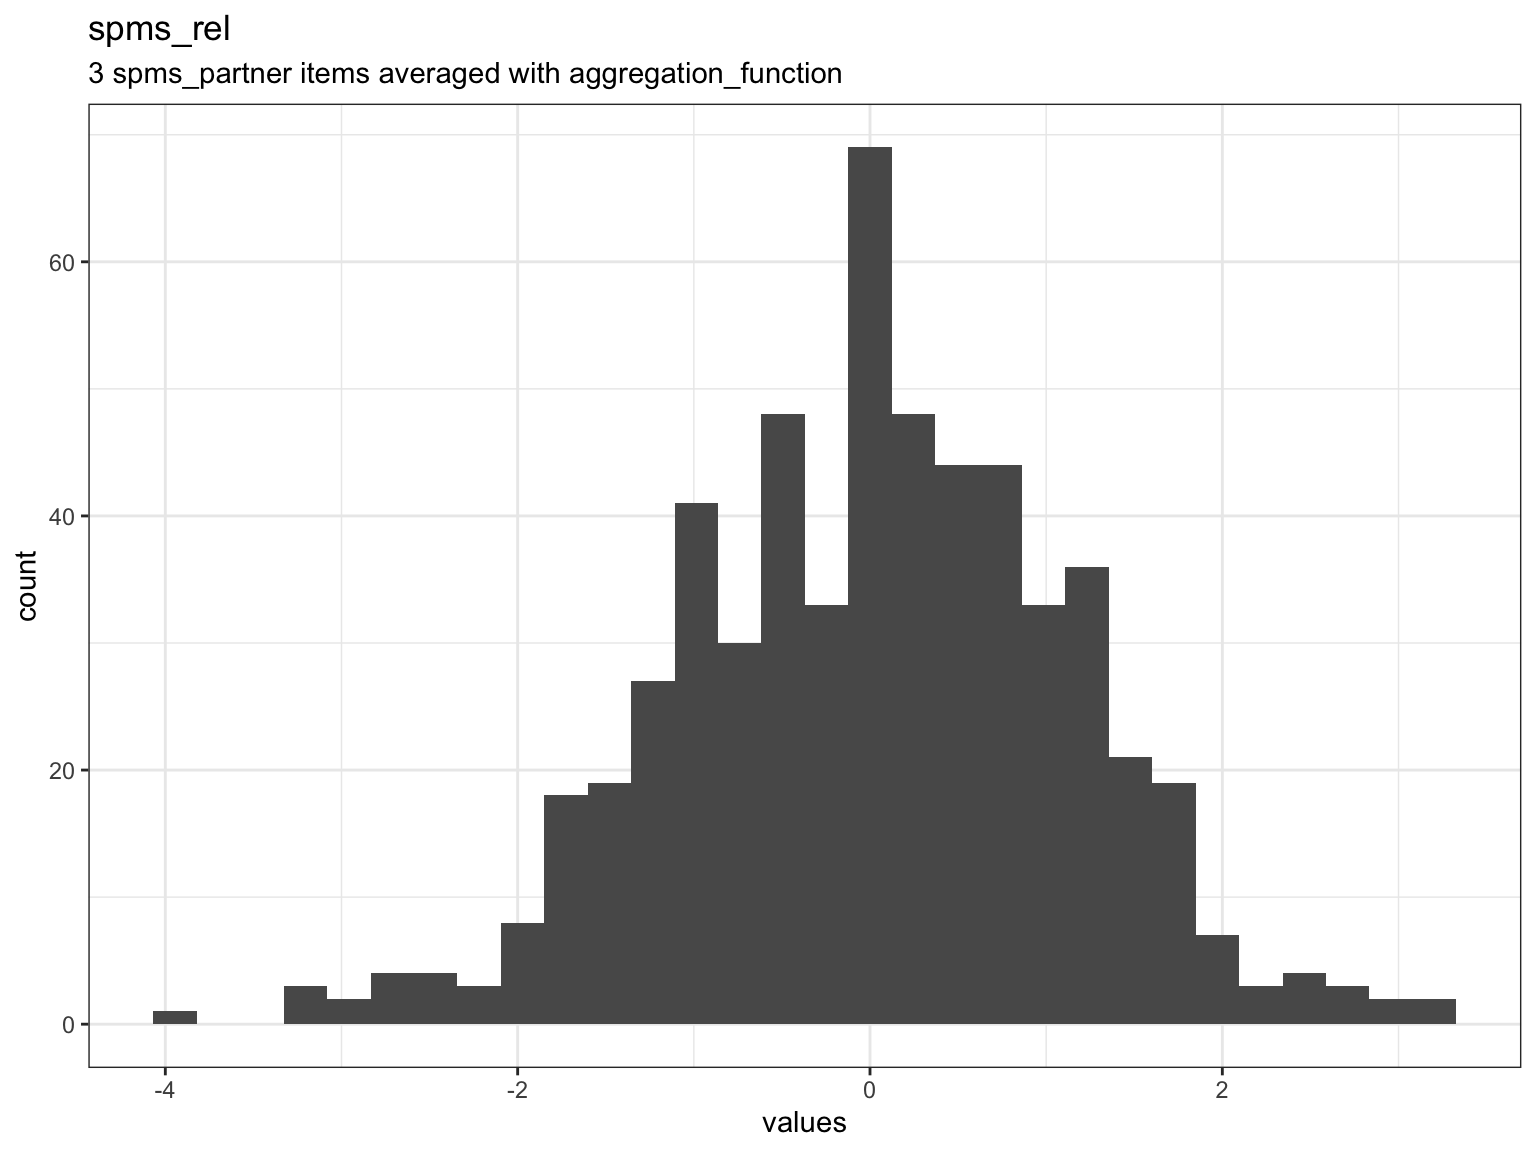 spms_rel
3 spms_partner items averaged with aggregation_function
60
40
20
0
count
-4
-2
0
2
values